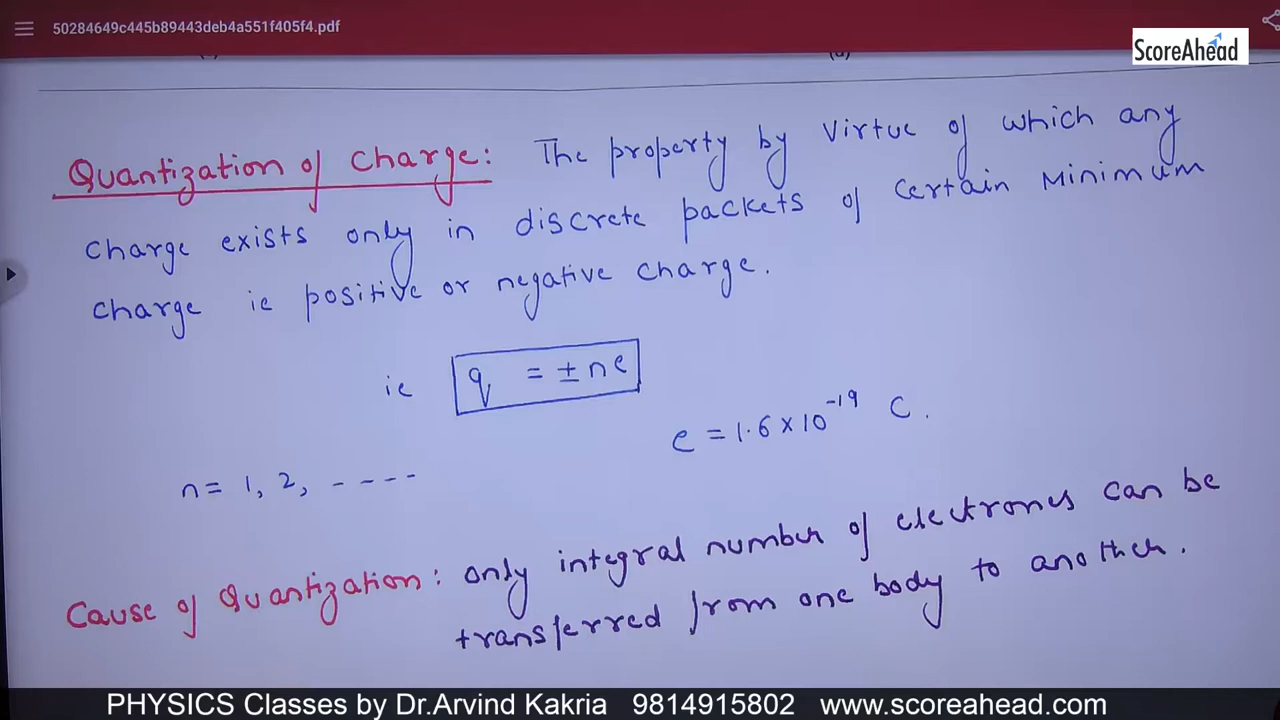 50284649c445b89443deb4a551f405f4.pdf
ScoreAhead
Quantization of Charge: The property by virtue of which any
charge exists only in discrete packets of certain minimum
charge ie positive or negative charge.
ie q = ± ne
e = 1.6 × 10⁻¹⁹ C.
n = 1, 2, - - - -
Cause of Quantization: only integral number of electrones can be
transferred from one body to another.
PHYSICS Classes by Dr.Arvind Kakria 9814915802 www.scoreahead.com